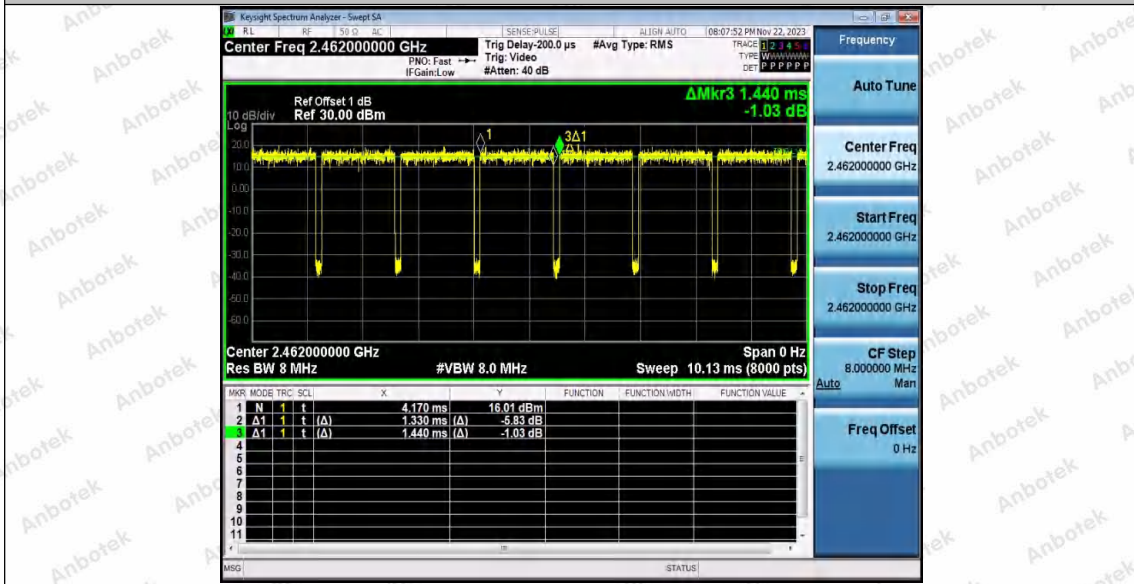 Keysight Spectrum Analyzer - Swept SA
RL RF 50 Ω AC SENSE:PULSE ALIGN AUTO 08:07:52 PM Nov 22, 2023
Center Freq 2.462000000 GHz
PNO: Fast
IFGain:Low
Trig Delay-200.0 µs
Trig: Video
#Atten: 40 dB
#Avg Type: RMS
TRACE 1 2 3 4 5 6
TYPE W
DET P P P P P P
ΔMkr3 1.440 ms
-1.03 dB
Ref Offset 1 dB
10 dB/div Ref 30.00 dBm
Log
20.0
10.0
0.00
-10.0
-20.0
-30.0
-40.0
-50.0
-60.0
1
3Δ1
Center 2.462000000 GHz Span 0 Hz
Res BW 8 MHz #VBW 8.0 MHz Sweep 10.13 ms (8000 pts)
MKR MODE TRC SCL X Y FUNCTION FUNCTION WIDTH FUNCTION VALUE
1 N 1 t 4.170 ms 16.01 dBm
2 Δ1 1 t (Δ) 1.330 ms (Δ) -5.83 dB
3 Δ1 1 t (Δ) 1.440 ms (Δ) -1.03 dB
4
5
6
7
8
9
10
11
MSG STATUS
Frequency
Auto Tune
Center Freq
2.462000000 GHz
Start Freq
2.462000000 GHz
Stop Freq
2.462000000 GHz
CF Step
8.000000 MHz
Auto Man
Freq Offset
0 Hz
Anbotek